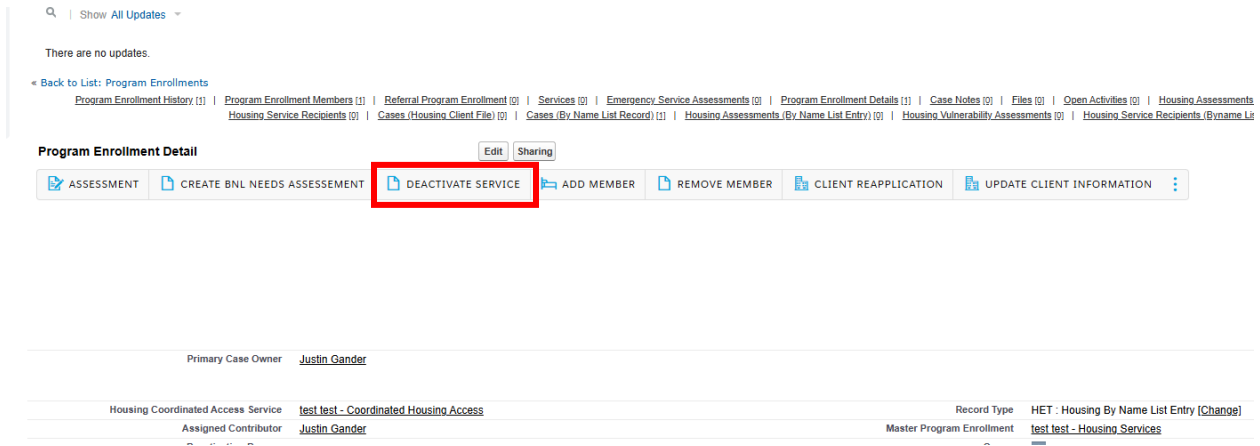 Show All Updates
There are no updates.
« Back to List: Program Enrollments
Program Enrollment History [1] | Program Enrollment Members [1] | Referral Program Enrollment [0] | Services [0] | Emergency Service Assessments [0] | Program Enrollment Details [1] | Case Notes [0] | Files [0] | Open Activities [0] | Housing Assessments
Housing Service Recipients [0] | Cases (Housing Client File) [0] | Cases (By Name List Record) [1] | Housing Assessments (By Name List Entry) [0] | Housing Vulnerability Assessments [0] | Housing Service Recipients (Byname Lis
Program Enrollment Detail Edit Sharing
ASSESSMENT CREATE BNL NEEDS ASSESSEMENT DEACTIVATE SERVICE ADD MEMBER REMOVE MEMBER CLIENT REAPPLICATION UPDATE CLIENT INFORMATION
Primary Case Owner Justin Gander
Housing Coordinated Access Service test test - Coordinated Housing Access Record Type HET : Housing By Name List Entry [Change]
Assigned Contributor Justin Gander Master Program Enrollment test test - Housing Services